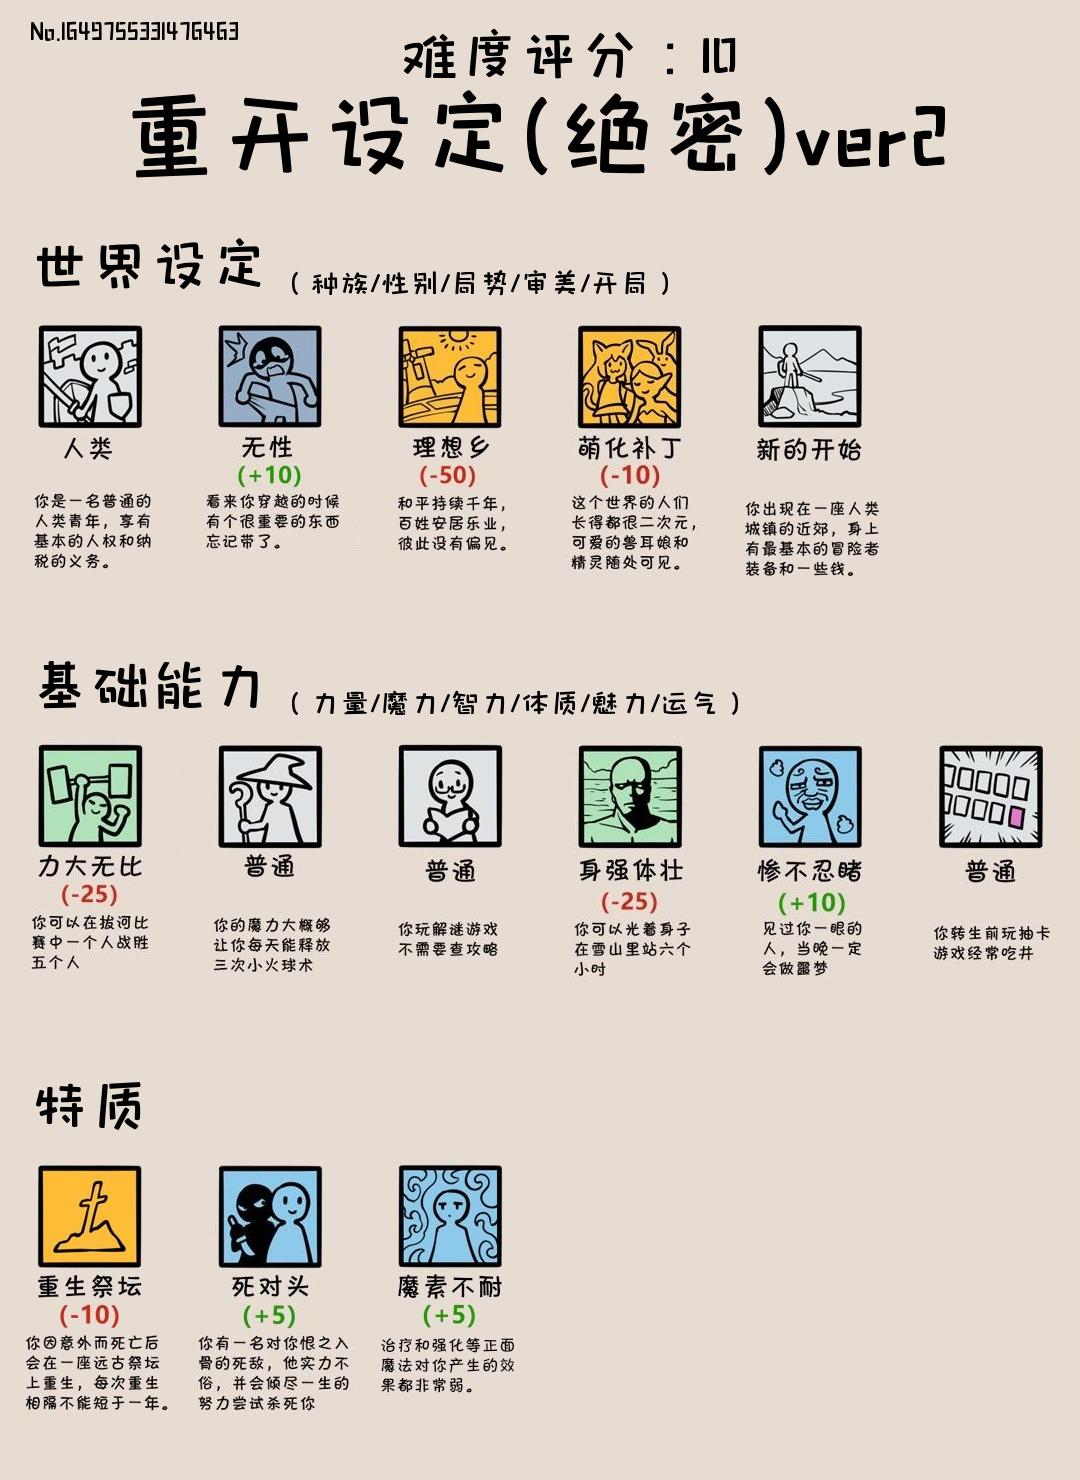 No.1649755331476463
难度评分：10
重开设定(绝密)ver2
世界设定 (种族/性别/局势/审美/开局)
人类
无性
理想乡
萌化补丁
新的开始
(+10)
(-50)
(-10)
你是一名普通的
人类青年，享有
基本的人权和纳
税的义务。
看来你穿越的时候
有个很重要的东西
忘记带了。
和平持续千年，
百姓安居乐业，
彼此没有偏见。
这个世界的人们
长得都很二次元，
可爱的兽耳娘和
精灵随处可见。
你出现在一座人类
城镇的近郊，身上
有最基本的冒险者
装备和一些钱。
基础能力 (力量/魔力/智力/体质/魅力/运气)
力大无比
普通
普通
身强体壮
惨不忍睹
普通
(-25)
(-25)
(+10)
你可以在拔河比
赛中一个人战胜
五个人
你的魔力大概够
让你每天能释放
三次小火球术
你玩解谜游戏
不需要查攻略
你可以光着身子
在雪山里站六个
小时
见过你一眼的
人，当晚一定
会做噩梦
你转生前玩抽卡
游戏经常吃井
特质
重生祭坛
死对头
魔素不耐
(-10)
(+5)
(+5)
你因意外而死亡后
会在一座远古祭坛
上重生，每次重生
相隔不能短于一年。
你有一名对你恨之入
骨的死敌，他实力不
俗，并会倾尽一生的
努力尝试杀死你
治疗和强化等正面
魔法对你产生的效
果都非常弱。